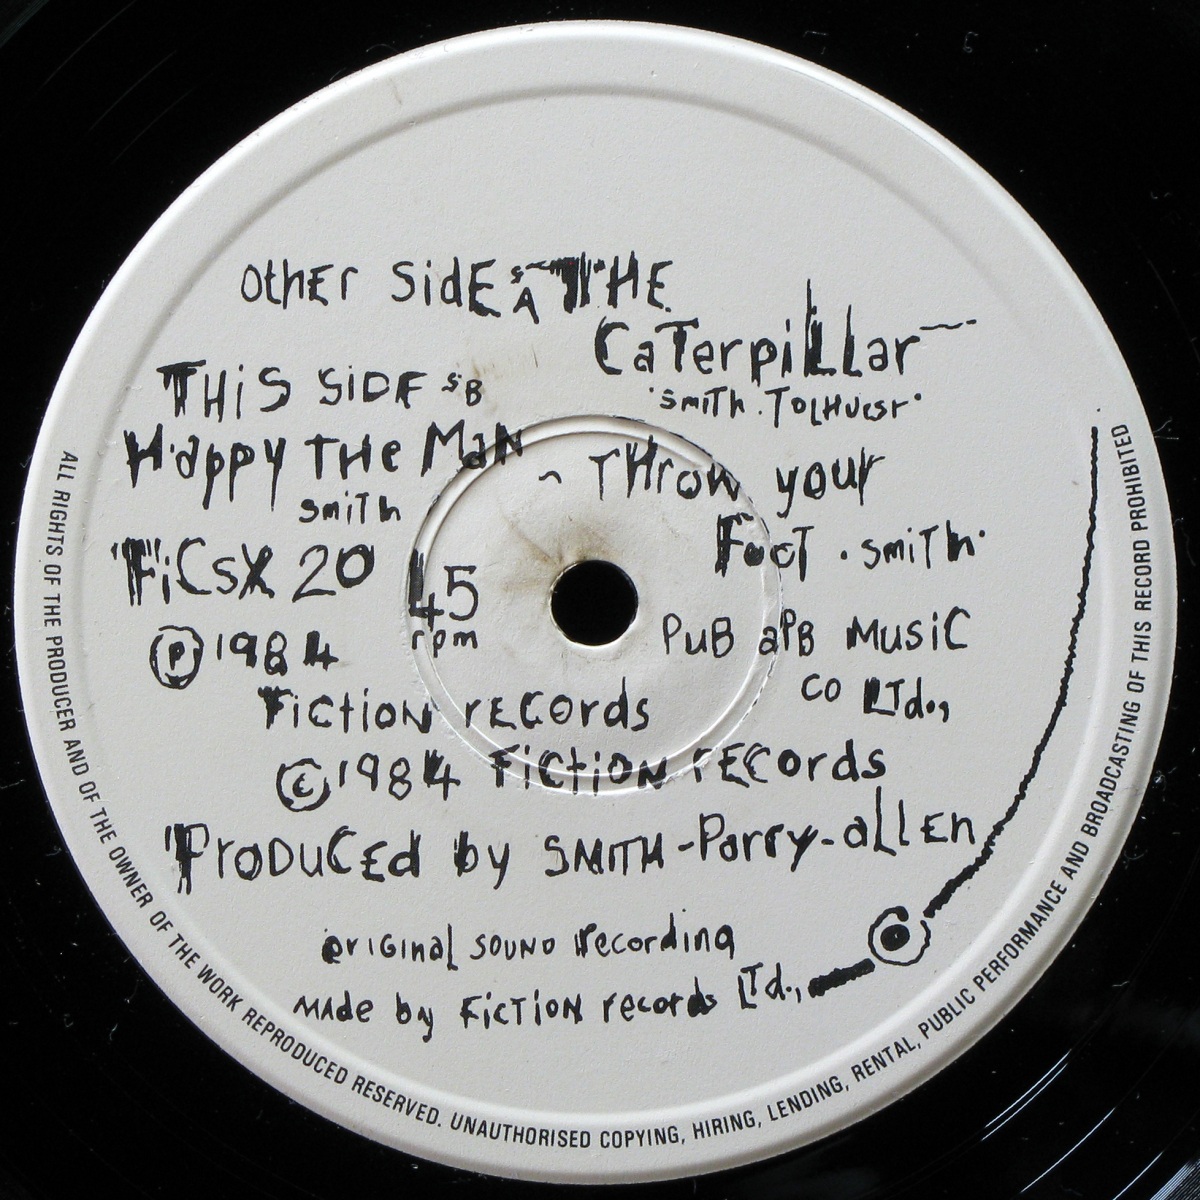 other SidE 'S A THE
CaTerpiLLar
'smiTh . TOLHurst'
THiS SiDE 'S B
Happy THe MaN ~ THrow your
FooT . smiTh.
smiTh
FiCSX 20
45
rpm
Ⓟ 1984
FictioN rECOrds
PuB aPB MusiC
CO LTd.,
© 1984 FictioN rECOrds
ProDuCEd by SMITH-Parry-allEn
oriGinal SOUND recording
MAde by FiCTiON records LTd.,
ALL RIGHTS OF THE PRODUCER AND OF THE OWNER OF THE WORK REPRODUCED RESERVED. UNAUTHORISED COPYING, HIRING, LENDING, RENTAL, PUBLIC PERFORMANCE AND BROADCASTING OF THIS RECORD PROHIBITED